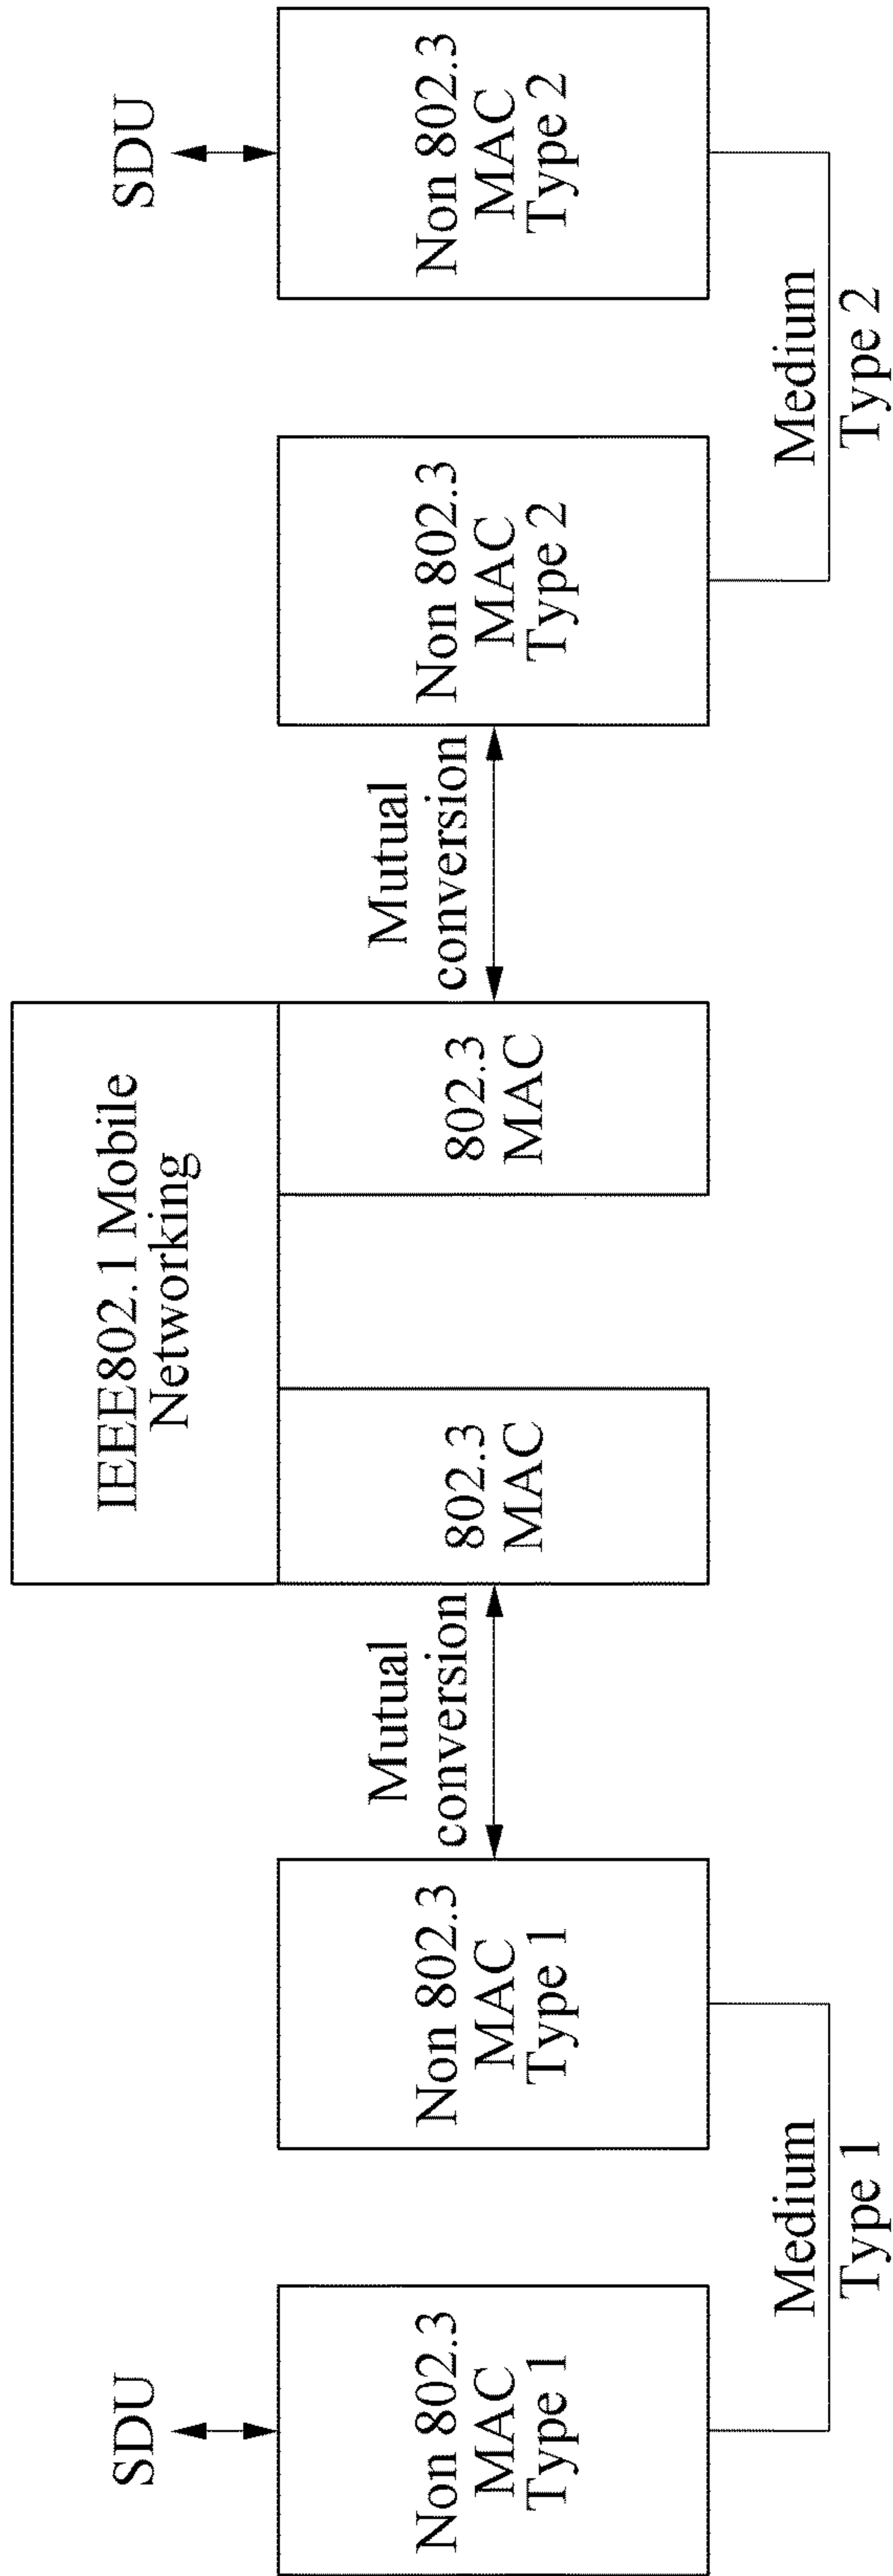 SDU
Non 802.3
MAC
Type 1
Medium
Type 1
Non 802.3
MAC
Type 1
Mutual
conversion
IEEE802.1 Mobile
Networking
802.3
MAC
802.3
MAC
Mutual
conversion
Non 802.3
MAC
Type 2
Medium
Type 2
SDU
Non 802.3
MAC
Type 2